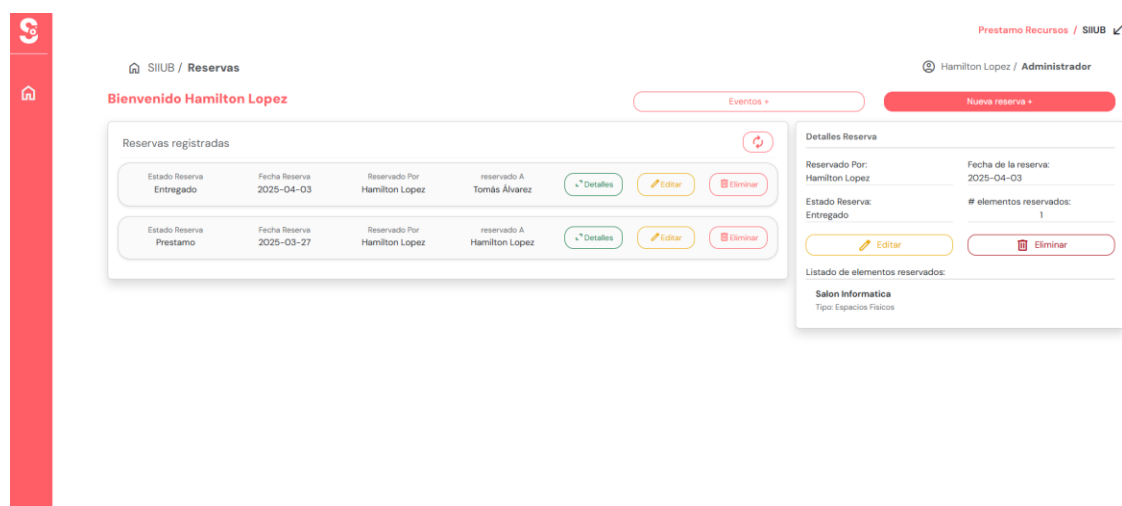 Prestamo Recursos / SIIUB
SIIUB / Reservas
Hamilton Lopez / Administrador
Bienvenido Hamilton Lopez
Eventos +
Nueva reserva +
Reservas registradas
Estado Reserva Fecha Reserva Reservado Por reservado A
Entregado 2025-04-03 Hamilton Lopez Tomás Álvarez Detalles Editar Eliminar
Estado Reserva Fecha Reserva Reservado Por reservado A
Prestamo 2025-03-27 Hamilton Lopez Hamilton Lopez Detalles Editar Eliminar
Detalles Reserva
Reservado Por: Fecha de la reserva:
Hamilton Lopez 2025-04-03
Estado Reserva: # elementos reservados:
Entregado 1
Editar Eliminar
Listado de elementos reservados:
Salon Informatica
Tipo: Espacios Fisicos